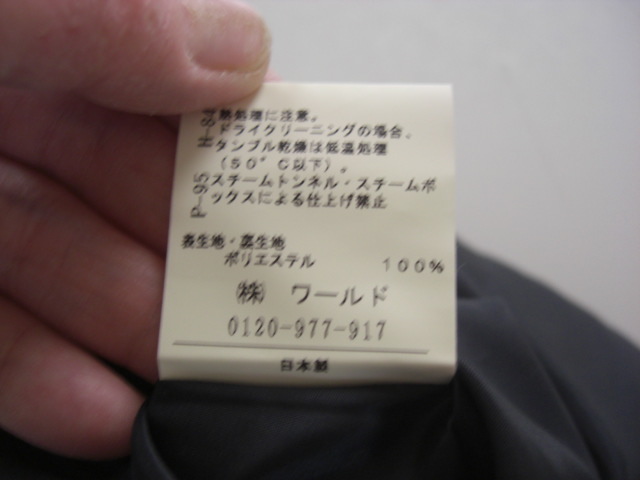 H-84 熱処理に注意。
ドライクリーニングの場合、
タンブル乾燥は低温処理
(50°C以下)。
P-95 スチームトンネル・スチームボ
ックスによる仕上げ禁止
表生地・裏生地
ポリエステル 100%
㈱ ワールド
0120-977-917
日本製